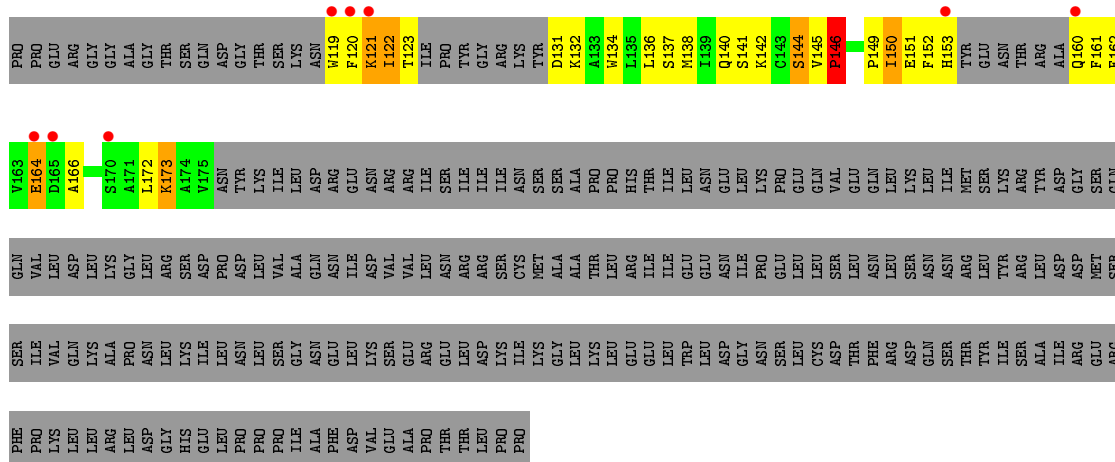 PRO PRO GLU ARG GLY GLY ALA GLY THR SER GLN ASP GLY THR SER LYS ASN W119 F120 K121 I122 T123 ILE PRO TYR GLY ARG LYS TYR D131 K132 A133 W134 L135 L136 S137 M138 I139 Q140 S141 K142 C143 S144 V145 P146 P149 I150 E151 F152 H153 TYR GLU ASN THR ARG ALA Q160 F161 F162
V163 E164 D165 A166 S170 A171 L172 K173 A174 V175 ASN TYR LYS ILE LEU ASP ARG GLU ASN ARG ARG ILE SER ILE ILE ILE ASN SER SER ALA PRO PRO HIS THR ILE LEU ASN GLU LEU LYS PRO GLU GLN VAL GLU GLN LEU LYS LEU ILE MET SER LYS ARG TYR ASP GLY SER GLN
GLN VAL LEU ASP LEU LYS GLY LEU ARG SER ASP PRO ASP LEU VAL ALA GLN ASN ILE ASP VAL VAL LEU ASN ARG ARG SER CYS MET ALA ALA THR LEU ARG ILE ILE GLU GLU ASN ILE PRO GLU LEU LEU SER LEU ASN LEU SER ASN ASN ARG LEU TYR ARG LEU ASP ASP MET SER
SER ILE VAL GLN LYS ALA PRO ASN LEU LYS ILE LEU ASN LEU SER GLY ASN GLU LEU LYS SER GLU ARG GLU LEU ASP LYS ILE LYS GLY LEU LYS LEU GLU GLU LEU TRP LEU ASP GLY ASN SER LEU CYS ASP THR PHE ARG ASP GLN SER THR TYR ILE SER ALA ILE ARG GLU ARG
PHE PRO LYS LEU LEU ARG LEU ASP GLY HIS GLU LEU PRO PRO PRO ILE ALA PHE ASP VAL GLU ALA PRO THR THR LEU PRO PRO